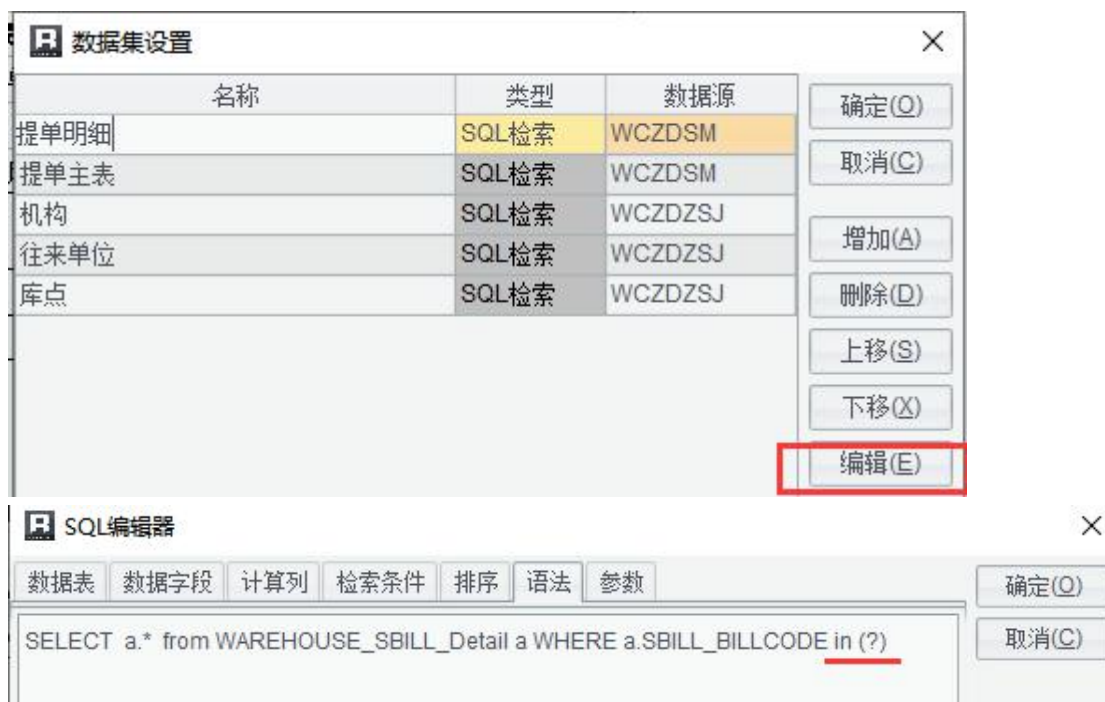 数据集设置
名称 类型 数据源
提单明细 SQL检索 WCZDSM
提单主表 SQL检索 WCZDSM
机构 SQL检索 WCZDZSJ
往来单位 SQL检索 WCZDZSJ
库点 SQL检索 WCZDZSJ
确定(O)
取消(C)
增加(A)
删除(D)
上移(S)
下移(X)
编辑(E)
SQL编辑器
数据表 数据字段 计算列 检索条件 排序 语法 参数
SELECT a.* from WAREHOUSE_SBILL_Detail a WHERE a.SBILL_BILLCODE in (?)
确定(O)
取消(C)